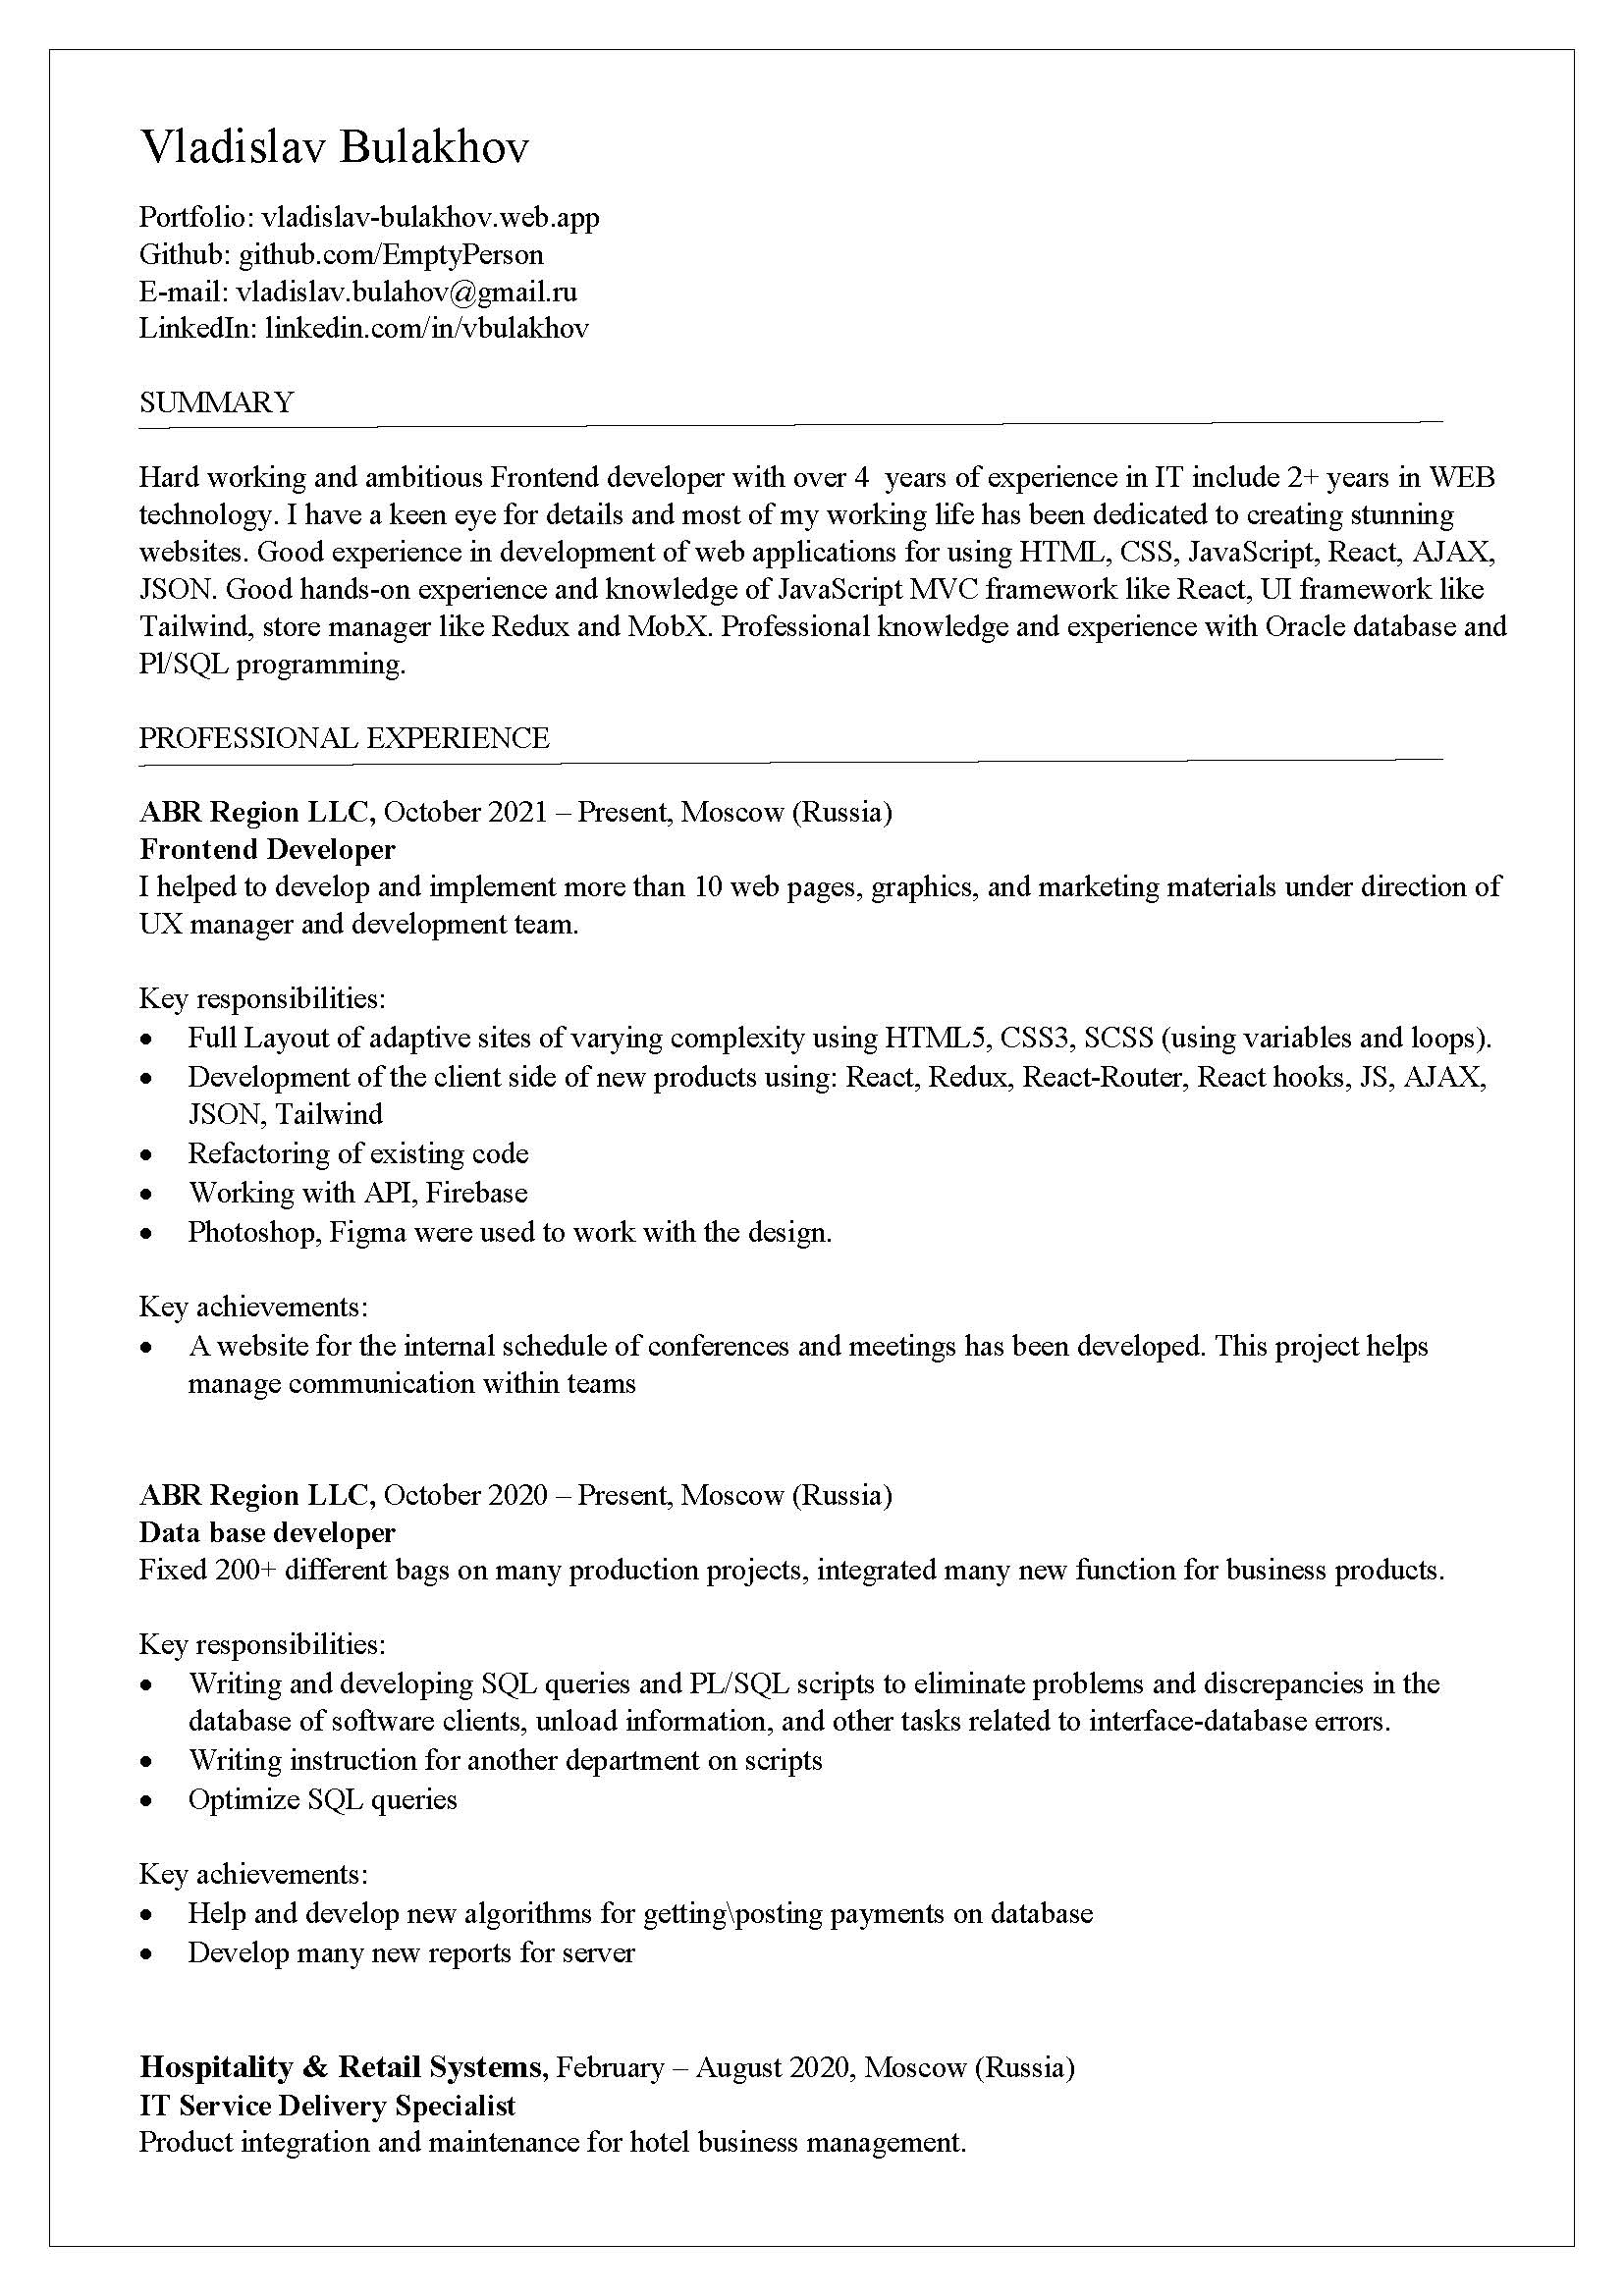 Vladislav Bulakhov
Portfolio: vladislav-bulakhov.web.app
Github: github.com/EmptyPerson
E-mail: vladislav.bulahov@gmail.ru
LinkedIn: linkedin.com/in/vbulakhov
SUMMARY
Hard working and ambitious Frontend developer with over 4  years of experience in IT include 2+ years in WEB
technology. I have a keen eye for details and most of my working life has been dedicated to creating stunning
websites. Good experience in development of web applications for using HTML, CSS, JavaScript, React, AJAX,
JSON. Good hands-on experience and knowledge of JavaScript MVC framework like React, UI framework like
Tailwind, store manager like Redux and MobX. Professional knowledge and experience with Oracle database and
Pl/SQL programming.
PROFESSIONAL EXPERIENCE
ABR Region LLC, October 2021 – Present, Moscow (Russia)
Frontend Developer
I helped to develop and implement more than 10 web pages, graphics, and marketing materials under direction of
UX manager and development team.
Key responsibilities:
• Full Layout of adaptive sites of varying complexity using HTML5, CSS3, SCSS (using variables and loops).
• Development of the client side of new products using: React, Redux, React-Router, React hooks, JS, AJAX,
JSON, Tailwind
• Refactoring of existing code
• Working with API, Firebase
• Photoshop, Figma were used to work with the design.
Key achievements:
• A website for the internal schedule of conferences and meetings has been developed. This project helps
manage communication within teams
ABR Region LLC, October 2020 – Present, Moscow (Russia)
Data base developer
Fixed 200+ different bags on many production projects, integrated many new function for business products.
Key responsibilities:
• Writing and developing SQL queries and PL/SQL scripts to eliminate problems and discrepancies in the
database of software clients, unload information, and other tasks related to interface-database errors.
• Writing instruction for another department on scripts
• Optimize SQL queries
Key achievements:
• Help and develop new algorithms for getting\posting payments on database
• Develop many new reports for server
Hospitality & Retail Systems, February – August 2020, Moscow (Russia)
IT Service Delivery Specialist
Product integration and maintenance for hotel business management.